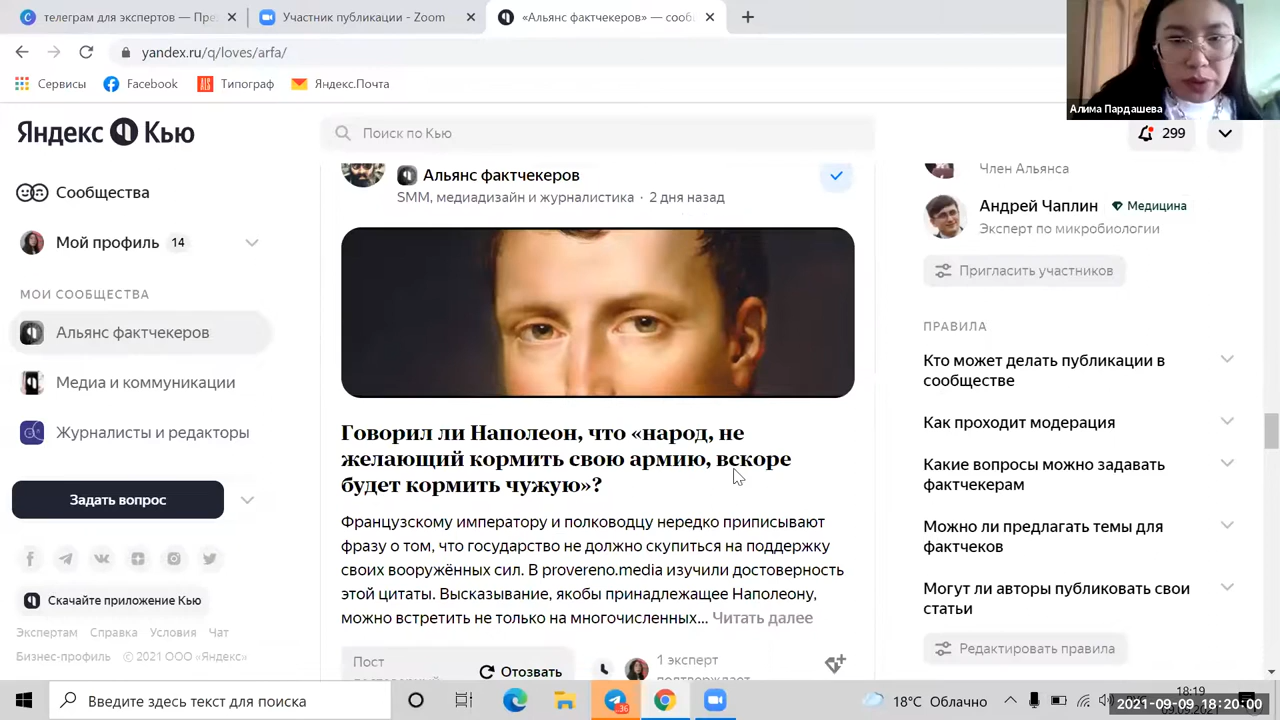 телеграм для экспертов — Пре
Участник публикации - Zoom
«Альянс фактчекеров» — сооб
yandex.ru/q/loves/arfa/
Сервисы
Facebook
Типограф
Яндекс.Почта
Алима Пардашева
Яндекс Кью
Поиск по Кью
299
Сообщества
Мой профиль 14
МОИ СООБЩЕСТВА
Альянс фактчекеров
Медиа и коммуникации
Журналисты и редакторы
Задать вопрос
Скачайте приложение Кью
Экспертам Справка Условия Чат
Бизнес-профиль © 2021 ООО «Яндекс»
Альянс фактчекеров
SMM, медиадизайн и журналистика · 2 дня назад
Говорил ли Наполеон, что «народ, не
желающий кормить свою армию, вскоре
будет кормить чужую»?
Французскому императору и полководцу нередко приписывают
фразу о том, что государство не должно скупиться на поддержку
своих вооружённых сил. В provereno.media изучили достоверность
этой цитаты. Высказывание, якобы принадлежащее Наполеону,
можно встретить не только на многочисленных... Читать далее
Пост
Отозвать
1 эксперт
подтверждает
Член Альянса
Андрей Чаплин Медицина
Эксперт по микробиологии
Пригласить участников
ПРАВИЛА
Кто может делать публикации в
сообществе
Как проходит модерация
Какие вопросы можно задавать
фактчекерам
Можно ли предлагать темы для
фактчеков
Могут ли авторы публиковать свои
статьи
Редактировать правила
Введите здесь текст для поиска
36
18°C Облачно
18:19
2021-09-09 18:20:00